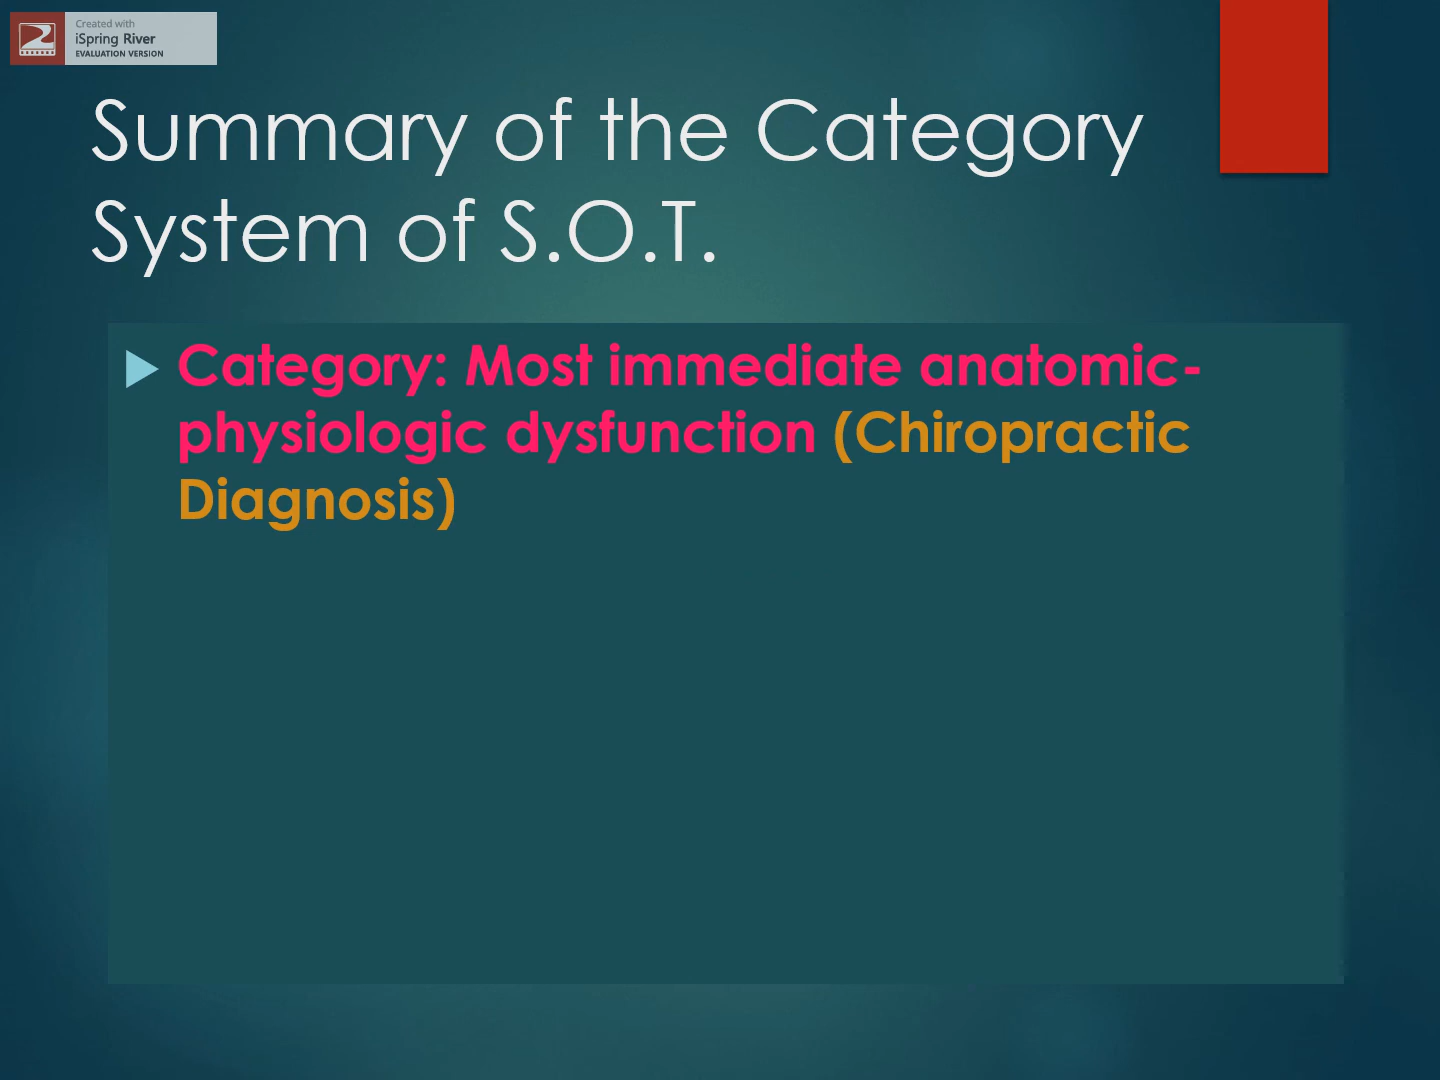 Created with
iSpring River
EVALUATION VERSION
Summary of the Category
System of S.O.T.
Category: Most immediate anatomic-
physiologic dysfunction (Chiropractic
Diagnosis)